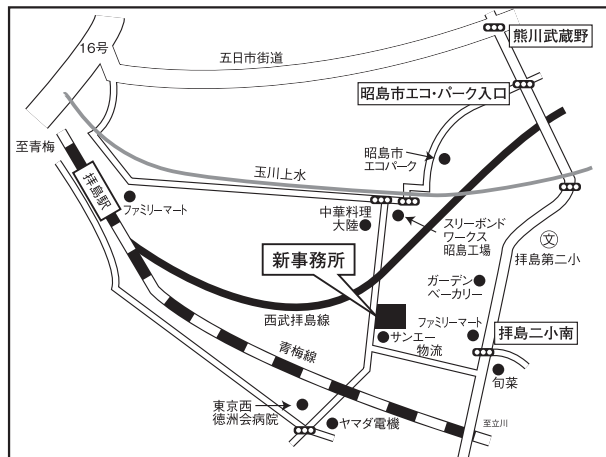 16号
五日市街道
熊川武蔵野
昭島市エコ・パーク入口
至青梅
昭島市
エコパーク
玉川上水
拝島駅
ファミリーマート
中華料理
大陸
スリーボンド
ワークス
昭島工場
文
拝島第二小
新事務所
ガーデン
ベーカリー
西武拝島線
ファミリーマート
拝島二小南
サンエー
物流
青梅線
旬菜
東京西
徳洲会病院
ヤマダ電機
至立川